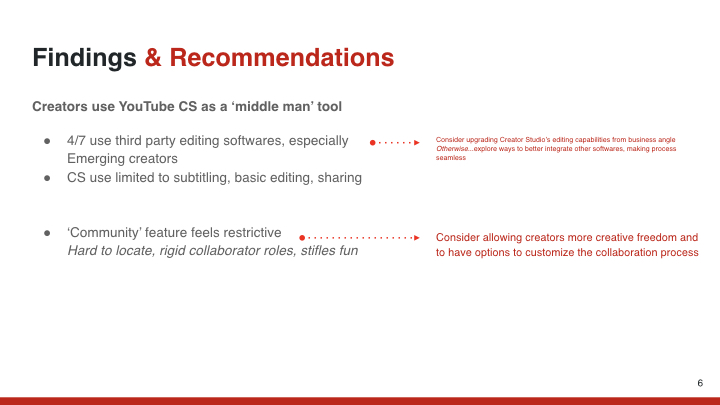 Findings & Recommendations
Creators use YouTube CS as a ‘middle man’ tool
● 4/7 use third party editing softwares, especially
Emerging creators
● CS use limited to subtitling, basic editing, sharing
Consider upgrading Creator Studio's editing capabilities from business angle
Otherwise...explore ways to better integrate other softwares, making process
seamless
● ‘Community’ feature feels restrictive
Hard to locate, rigid collaborator roles, stifles fun
Consider allowing creators more creative freedom and
to have options to customize the collaboration process
6